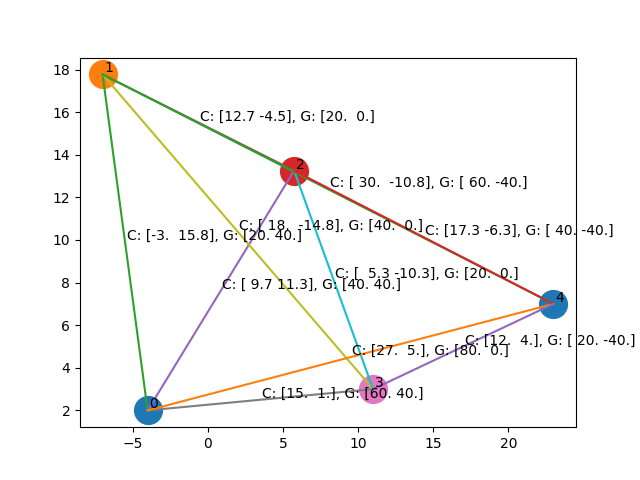 18
16
14
12
10
8
6
4
2
−5
0
5
10
15
20
1
C: [12.7 -4.5], G: [20.  0.]
2
C: [ 30.  -10.8], G: [ 60. -40.]
C: [ 18.  -14.8], G: [40.  0.]
C: [17.3 -6.3], G: [ 40. -40.]
C: [-3.  15.8], G: [20. 40.]
C: [  5.3 -10.3], G: [20.  0.]
C: [ 9.7 11.3], G: [40. 40.]
4
C: [12.  4.], G: [ 20. -40.]
C: [27.  5.], G: [80.  0.]
3
C: [15.  1.], G: [60. 40.]
0